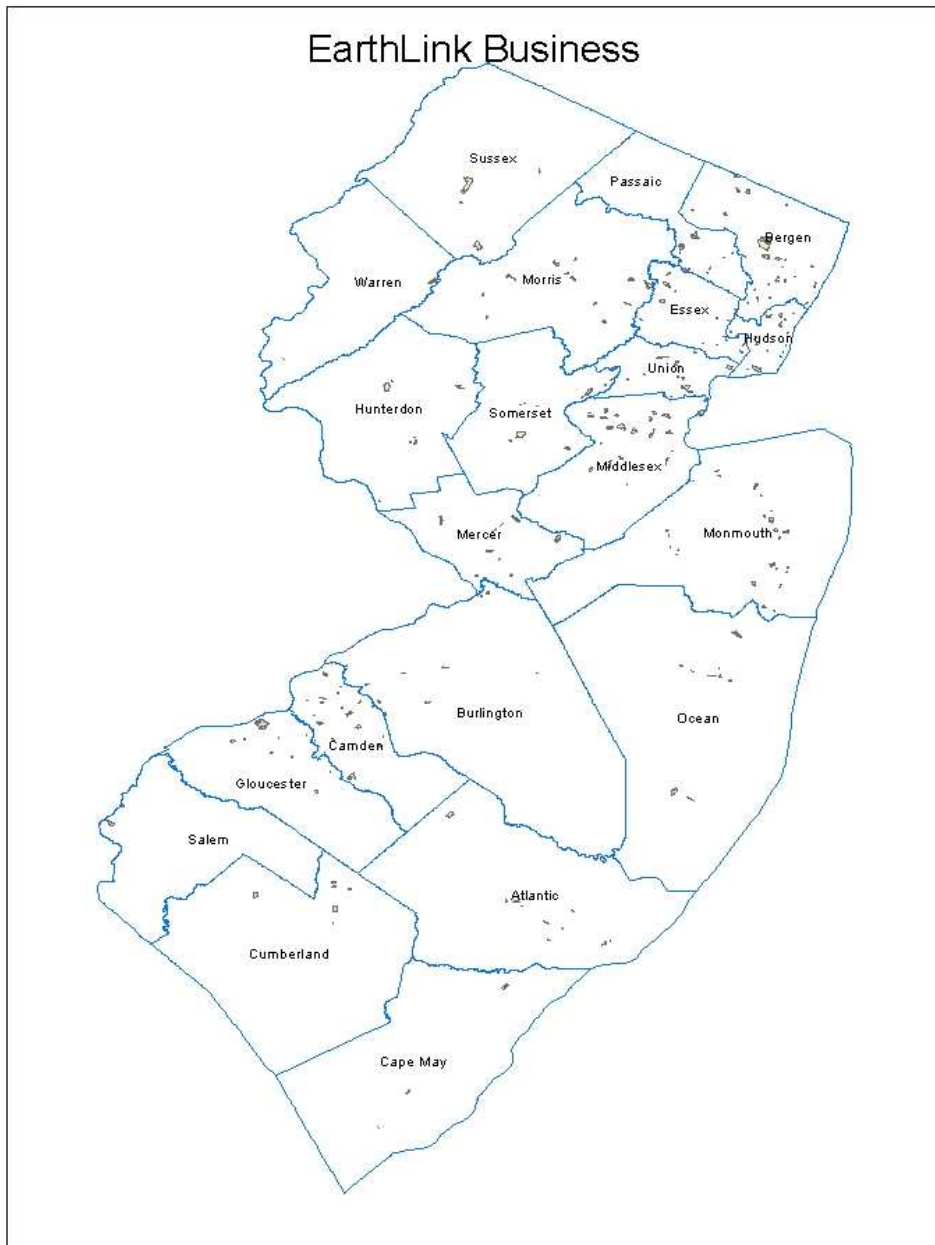 EarthLink Business
Sussex
Passaic
Bergen
Warren
Morris
Essex
Hudson
Union
Hunterdon
Somerset
Middlesex
Mercer
Monmouth
Burlington
Ocean
Camden
Gloucester
Salem
Atlantic
Cumberland
Cape May